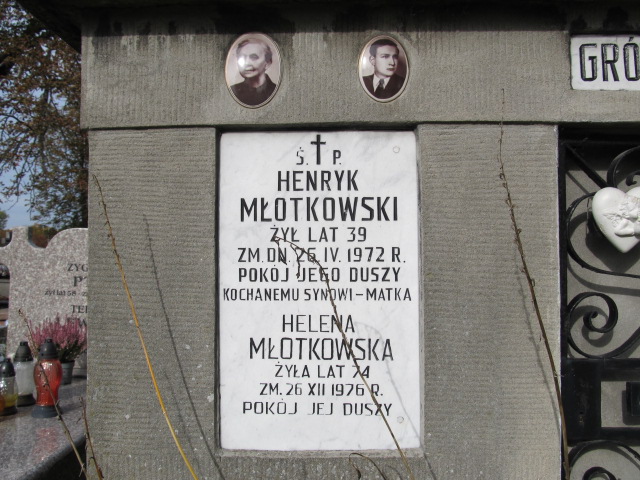 GRÓ
Ś. P.
HENRYK
MŁOTKOWSKI
ŻYŁ LAT 39
ZM. DN. 26. IV. 1972 R.
POKÓJ JEGO DUSZY
KOCHANEMU SYNOWI – MATKA
HELENA
MŁOTKOWSKA
ŻYŁA LAT 74
ZM. 26 XII 1976 R.
POKÓJ JEJ DUSZY